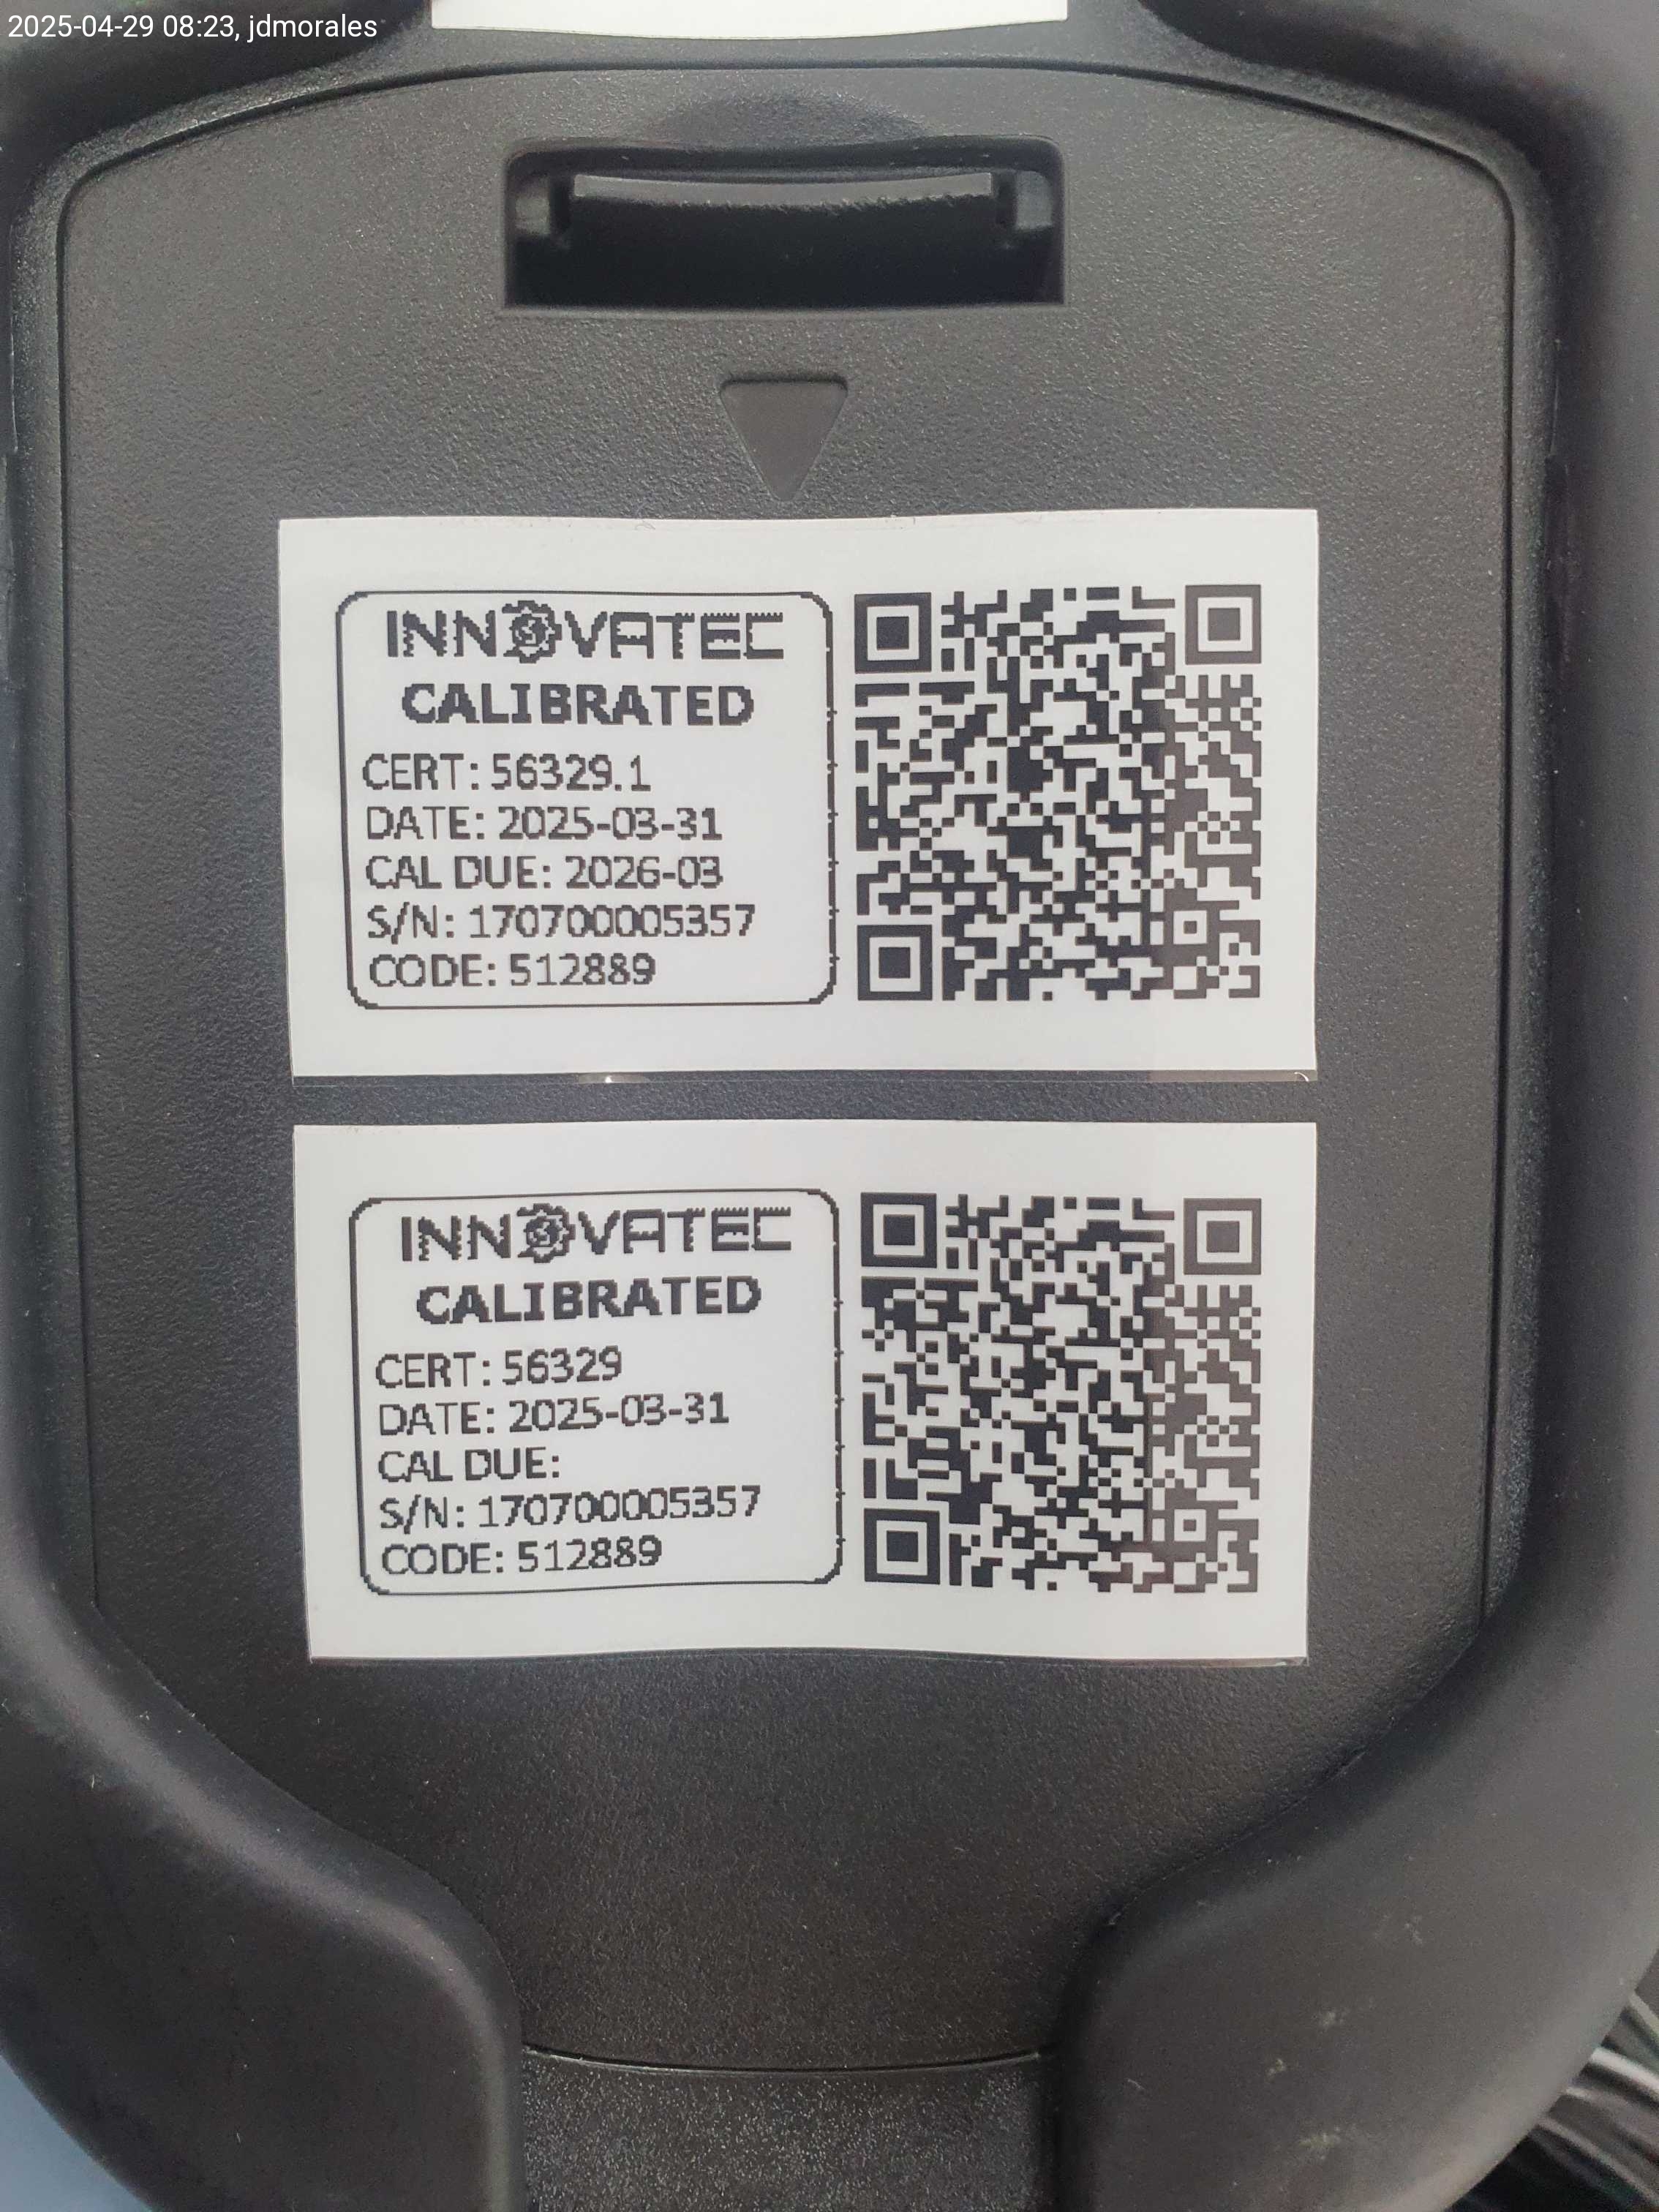 2025-04-29 08:23, jdmorales
INNOVATEC
CALIBRATED
CERT: 56329.1
DATE: 2025-03-31
CAL DUE: 2026-03
S/N: 170700005357
CODE: 512889
INNOVATEC
CALIBRATED
CERT: 56329
DATE: 2025-03-31
CAL DUE:
S/N: 170700005357
CODE: 512889